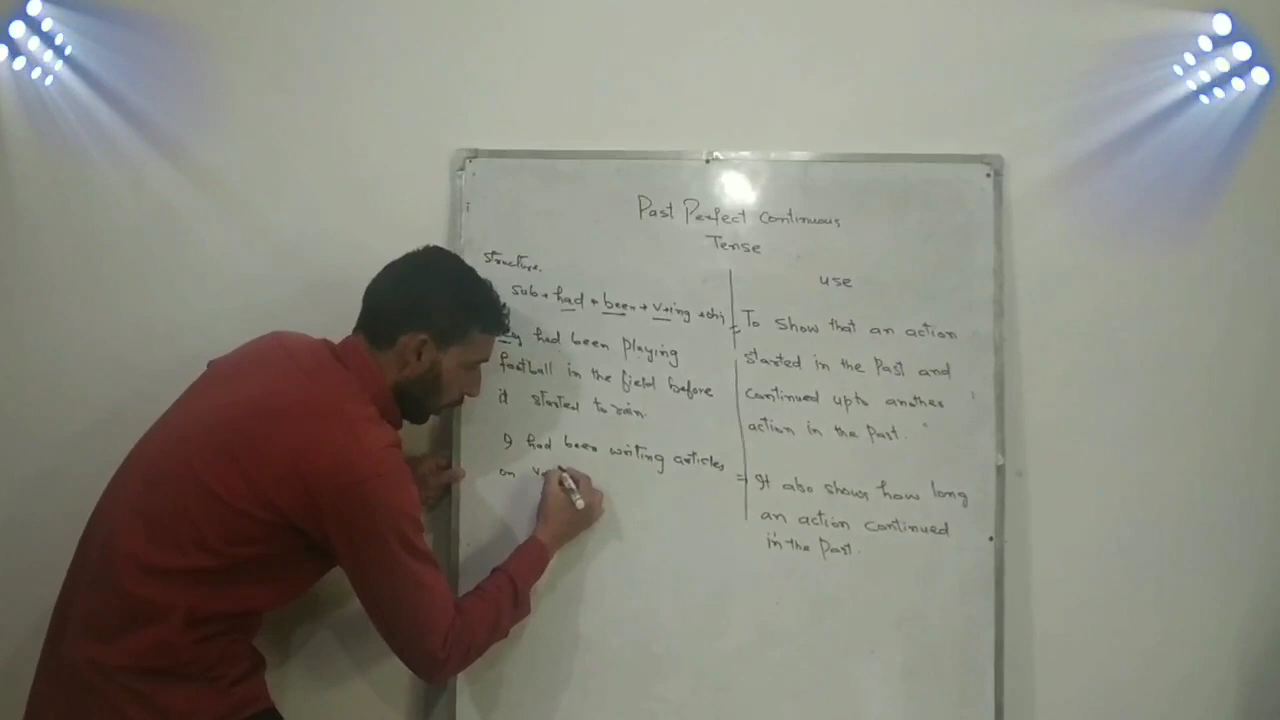 Past Perfect Continuous
Tense
Structure.
Sub + had + been + v+ing + obj
had been Playing
football in the field before
it started to rain.
I had been writing articles
on
use
= To show that an action
started in the Past and
continued upto another
action in the Past.
= It also shows how long
an action continued
in the Past.